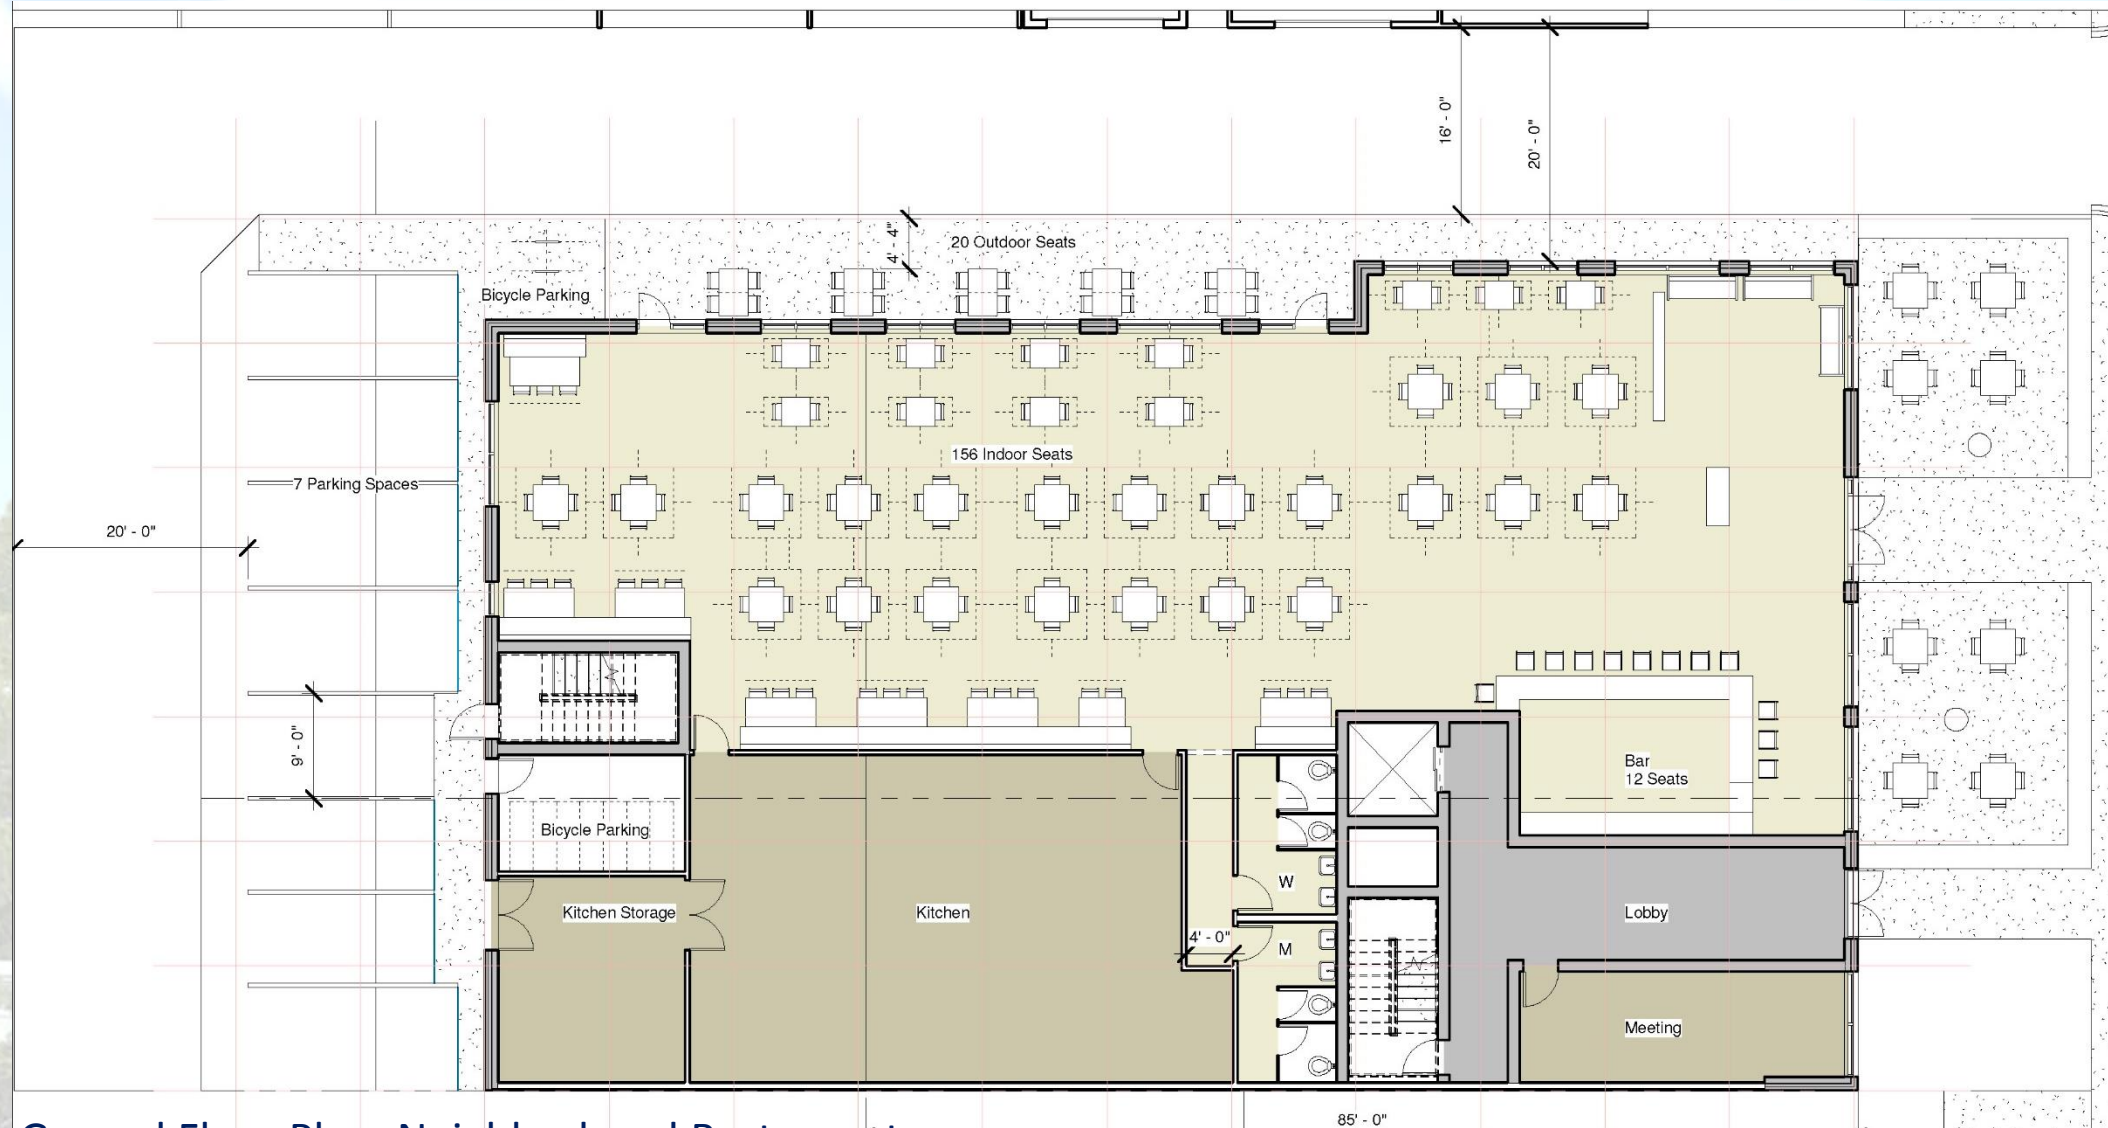 16' - 0"
20' - 0"
4' - 4"
20 Outdoor Seats
Bicycle Parking
156 Indoor Seats
7 Parking Spaces
20' - 0"
9' - 0"
Bar
12 Seats
Bicycle Parking
W
Kitchen Storage
Kitchen
Lobby
4' - 0"
M
Meeting
85' - 0"